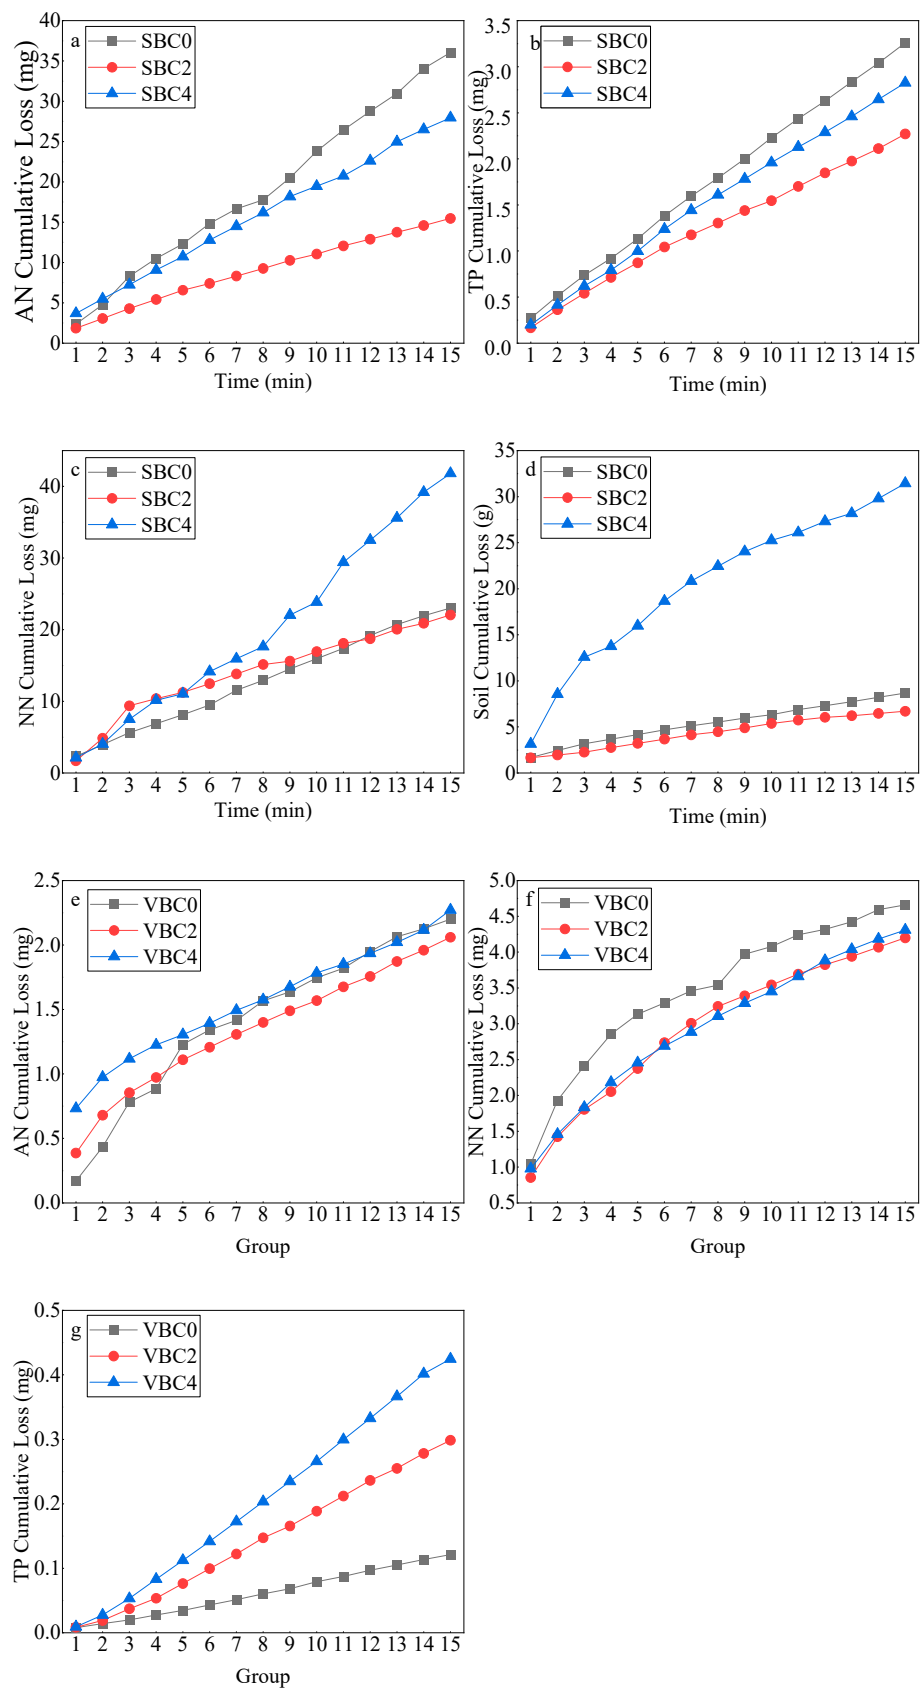 a
SBC0
SBC2
SBC4
AN Cumulative Loss (mg)
40
35
30
25
20
15
10
5
0
1 2 3 4 5 6 7 8 9 10 11 12 13 14 15
Time (min)
b
SBC0
SBC2
SBC4
TP Cumulative Loss (mg)
3.5
3.0
2.5
2.0
1.5
1.0
0.5
0.0
1 2 3 4 5 6 7 8 9 10 11 12 13 14 15
Time (min)
c
SBC0
SBC2
SBC4
NN Cumulative Loss (mg)
40
30
20
10
0
1 2 3 4 5 6 7 8 9 10 11 12 13 14 15
Time (min)
d
SBC0
SBC2
SBC4
Soil Cumulative Loss (g)
35
30
25
20
15
10
5
0
1 2 3 4 5 6 7 8 9 10 11 12 13 14 15
Time (min)
e
VBC0
VBC2
VBC4
AN Cumulative Loss (mg)
2.5
2.0
1.5
1.0
0.5
0.0
1 2 3 4 5 6 7 8 9 10 11 12 13 14 15
Group
f
VBC0
VBC2
VBC4
NN Cumulative Loss (mg)
5.0
4.5
4.0
3.5
3.0
2.5
2.0
1.5
1.0
0.5
1 2 3 4 5 6 7 8 9 10 11 12 13 14 15
Group
g
VBC0
VBC2
VBC4
TP Cumulative Loss (mg)
0.5
0.4
0.3
0.2
0.1
0.0
1 2 3 4 5 6 7 8 9 10 11 12 13 14 15
Group